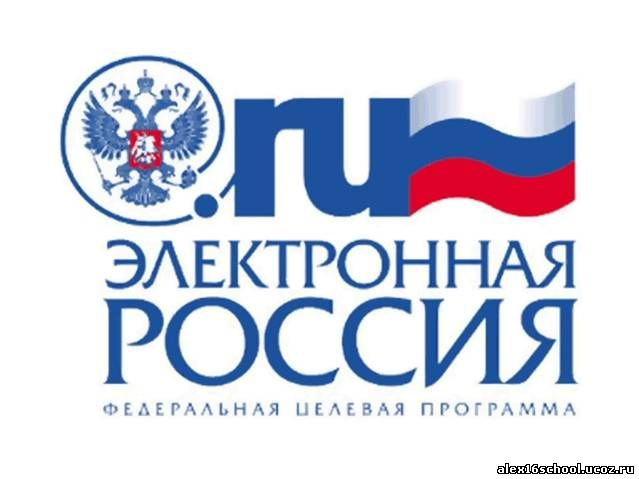 .ru
ЭЛЕКТРОННАЯ
РОССИЯ
ФЕДЕРАЛЬНАЯ ЦЕЛЕВАЯ ПРОГРАММА
alex16school.ucoz.ru